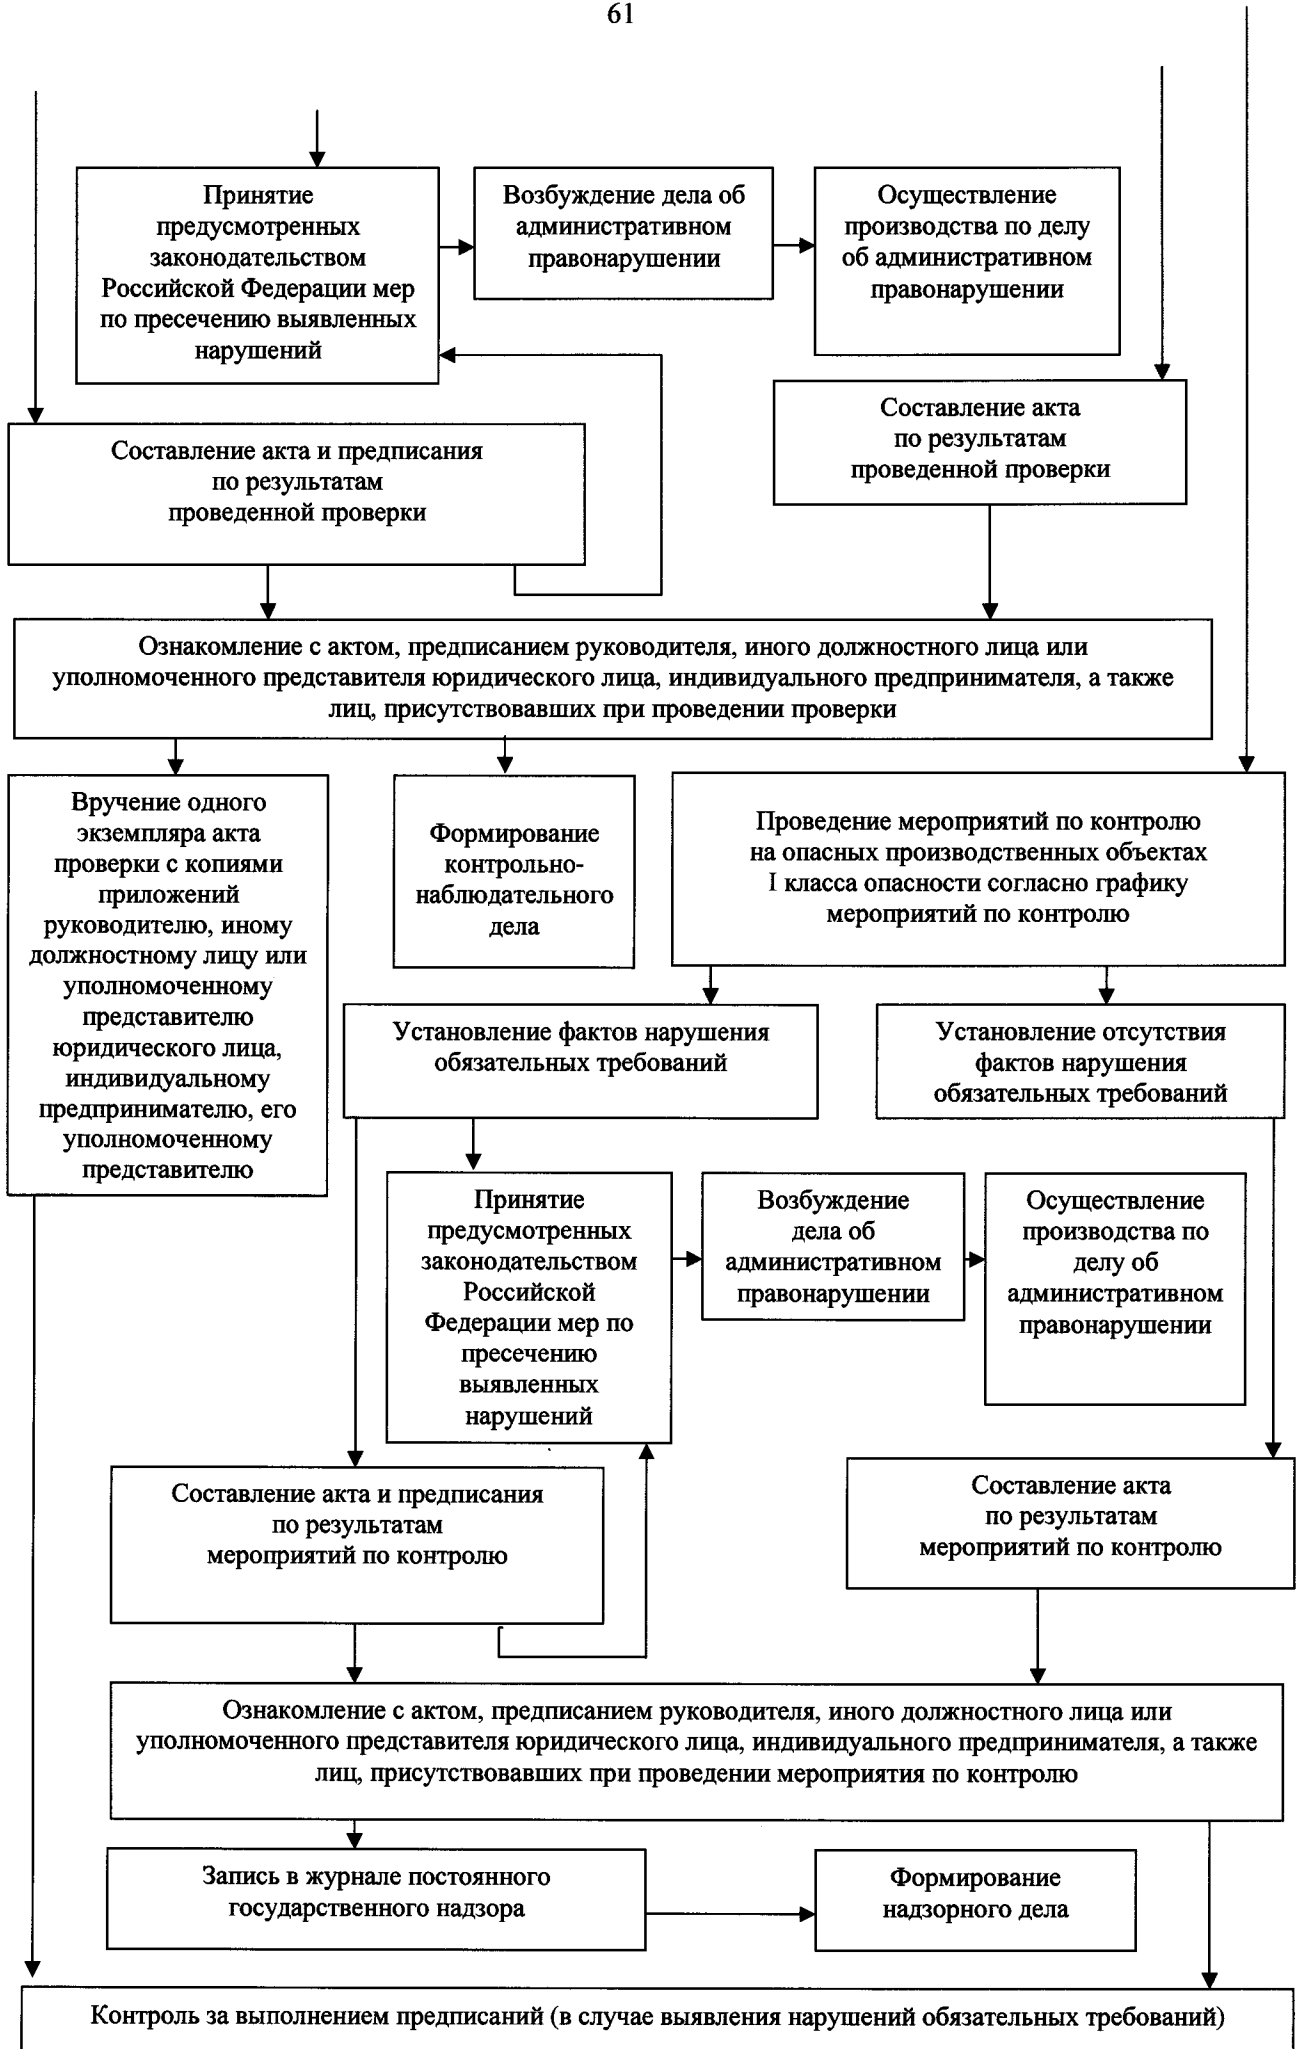 61
Принятие
предусмотренных
законодательством
Российской Федерации мер
по пресечению выявленных
нарушений
Возбуждение дела об
административном
правонарушении
Осуществление
производства по делу
об административном
правонарушении
Составление акта
по результатам
проведенной проверки
Составление акта и предписания
по результатам
проведенной проверки
Ознакомление с актом, предписанием руководителя, иного должностного лица или
уполномоченного представителя юридического лица, индивидуального предпринимателя, а также
лиц, присутствовавших при проведении проверки
Вручение одного
экземпляра акта
проверки с копиями
приложений
руководителю, иному
должностному лицу или
уполномоченному
представителю
юридического лица,
индивидуальному
предпринимателю, его
уполномоченному
представителю
Формирование
контрольно-
наблюдательного
дела
Проведение мероприятий по контролю
на опасных производственных объектах
I класса опасности согласно графику
мероприятий по контролю
Установление фактов нарушения
обязательных требований
Установление отсутствия
фактов нарушения
обязательных требований
Принятие
предусмотренных
законодательством
Российской
Федерации мер по
пресечению
выявленных
нарушений
Возбуждение
дела об
административном
правонарушении
Осуществление
производства по
делу об
административном
правонарушении
Составление акта и предписания
по результатам
мероприятий по контролю
Составление акта
по результатам
мероприятий по контролю
Ознакомление с актом, предписанием руководителя, иного должностного лица или
уполномоченного представителя юридического лица, индивидуального предпринимателя, а также
лиц, присутствовавших при проведении мероприятия по контролю
Запись в журнале постоянного
государственного надзора
Формирование
надзорного дела
Контроль за выполнением предписаний (в случае выявления нарушений обязательных требований)